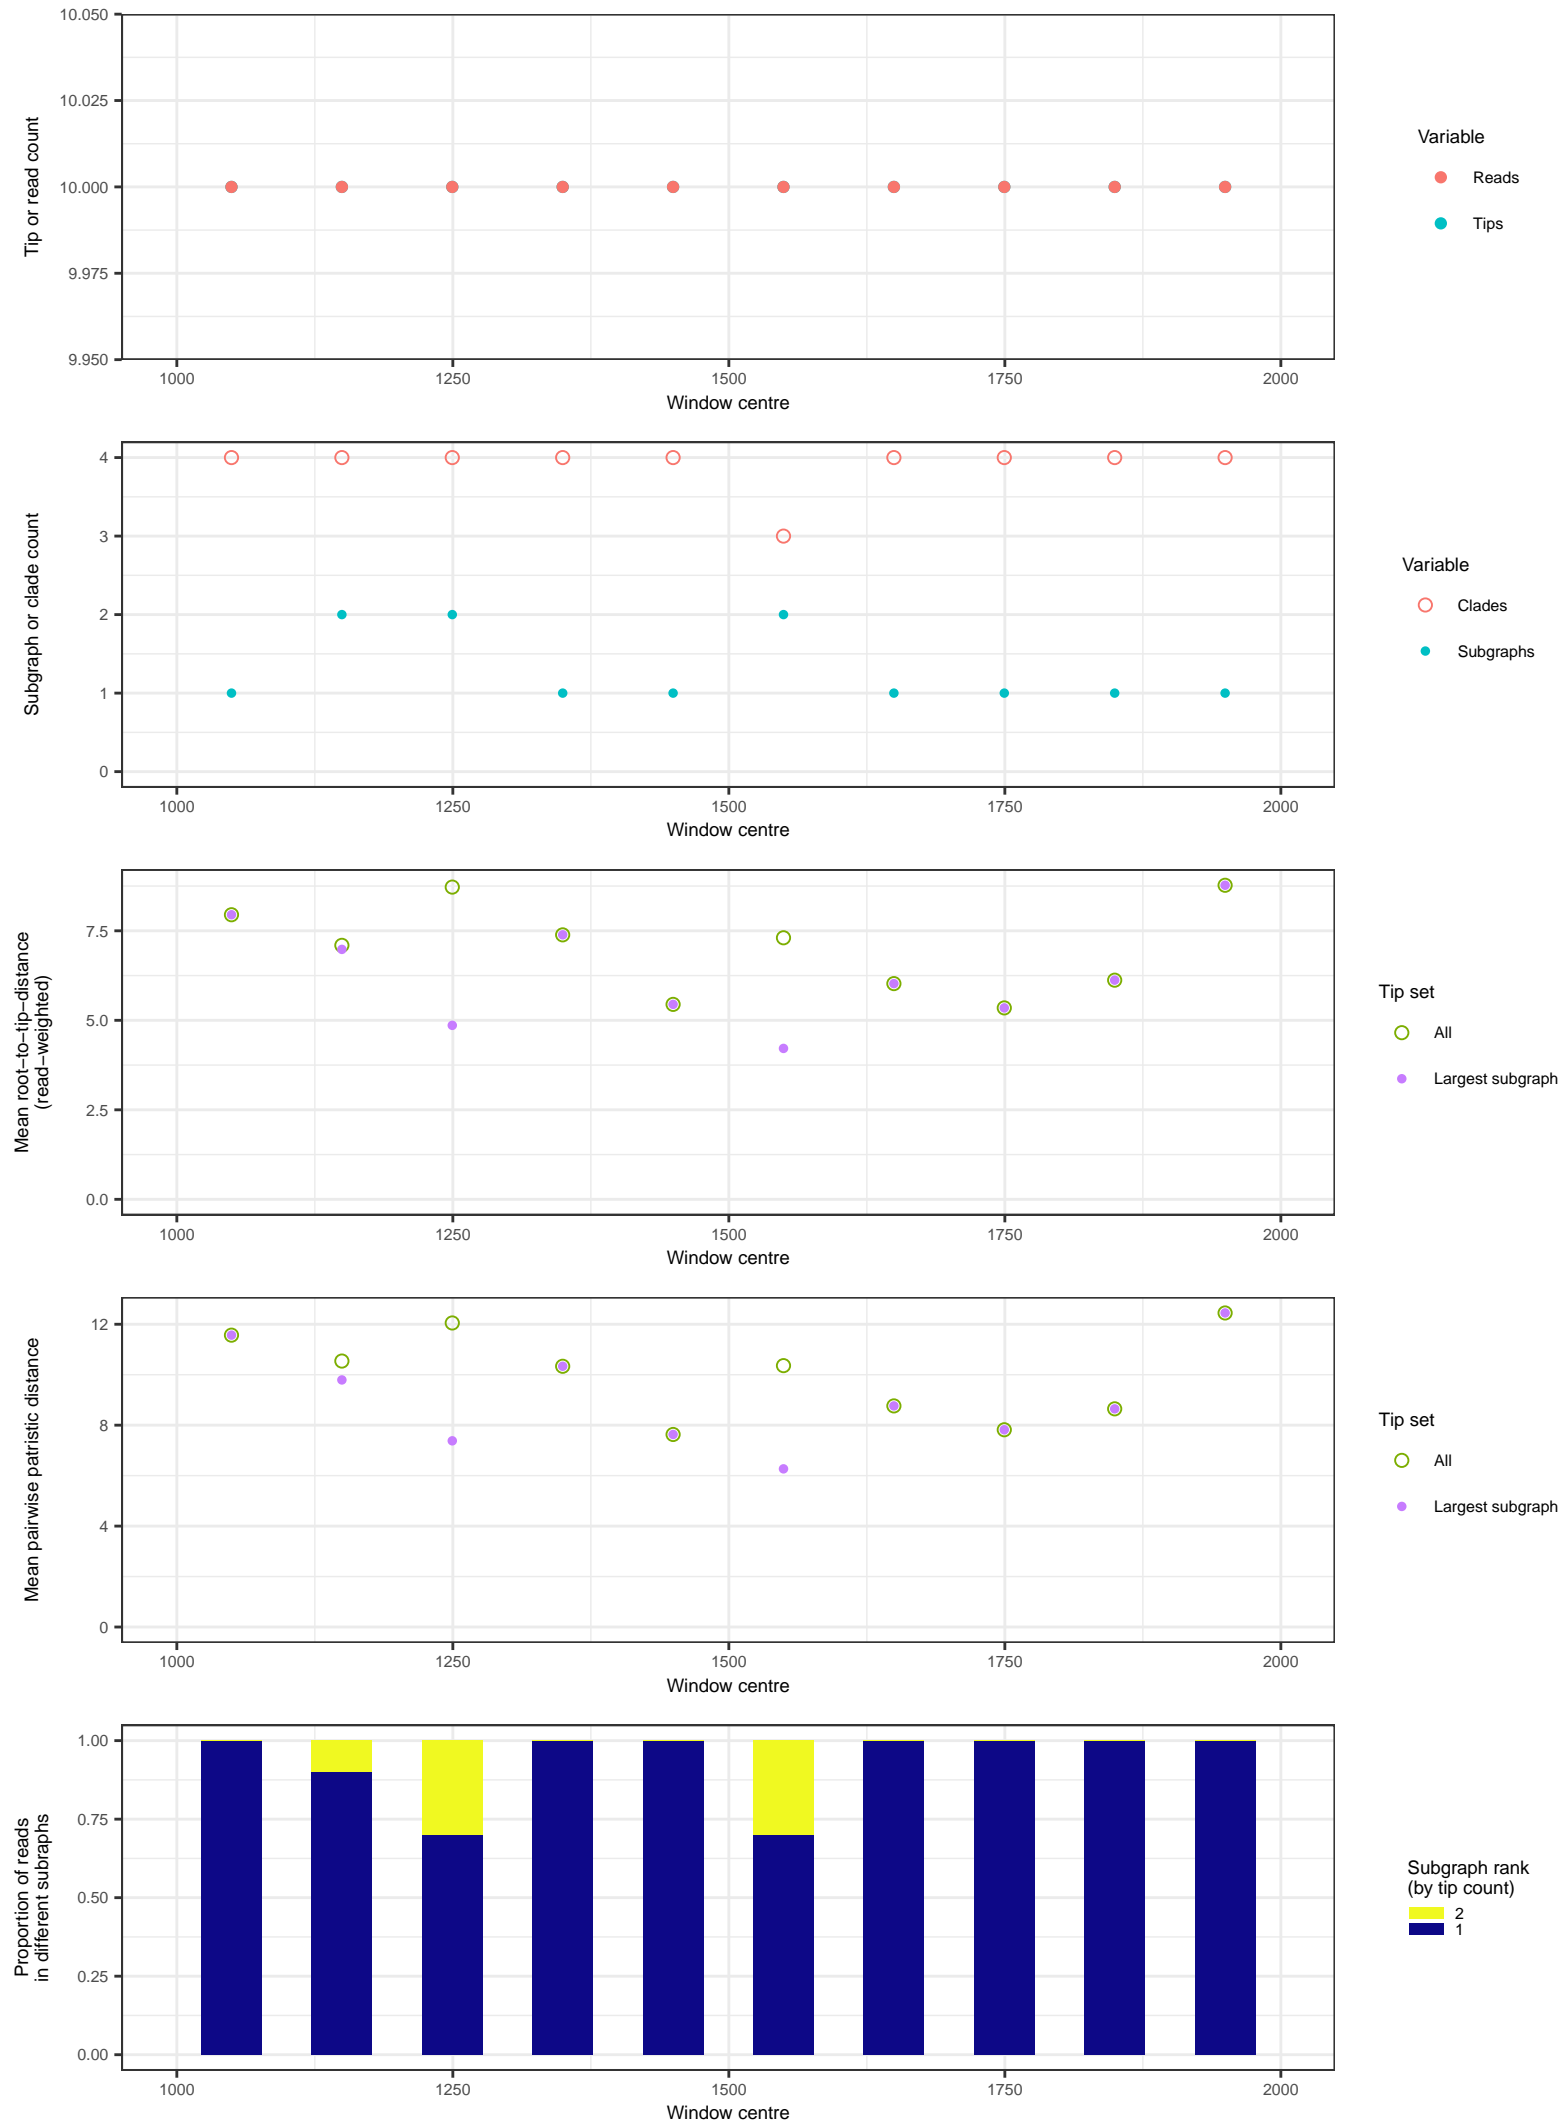 10.050
10.025
10.000
9.975
9.950
Tip or read count
1000 1250 1500 1750 2000
Window centre
Variable
Reads
Tips
4
3
2
1
0
Subgraph or clade count
1000 1250 1500 1750 2000
Window centre
Variable
Clades
Subgraphs
7.5
5.0
2.5
0.0
Mean root−to−tip−distance
(read−weighted)
1000 1250 1500 1750 2000
Window centre
Tip set
All
Largest subgraph
12
8
4
0
Mean pairwise patristic distance
1000 1250 1500 1750 2000
Window centre
Tip set
All
Largest subgraph
1.00
0.75
0.50
0.25
0.00
Proportion of reads
in different subraphs
1000 1250 1500 1750 2000
Window centre
Subgraph rank
(by tip count)
2
1